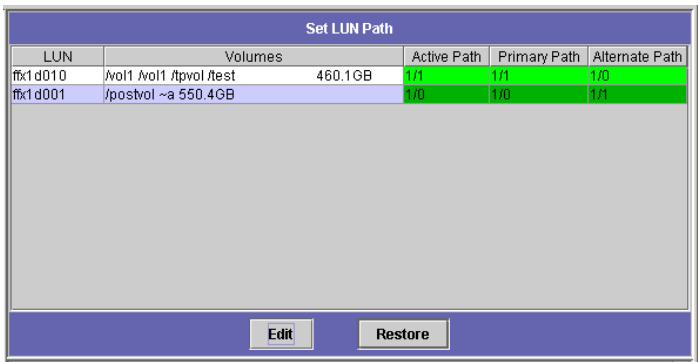 Set LUN Path
LUN Volumes Active Path Primary Path Alternate Path
ffx1d010 /vol1 /vol1 /tpvol /test 460.1GB 1/1 1/1 1/0
ffx1d001 /postvol ~a 550.4GB 1/0 1/0 1/1
Edit Restore